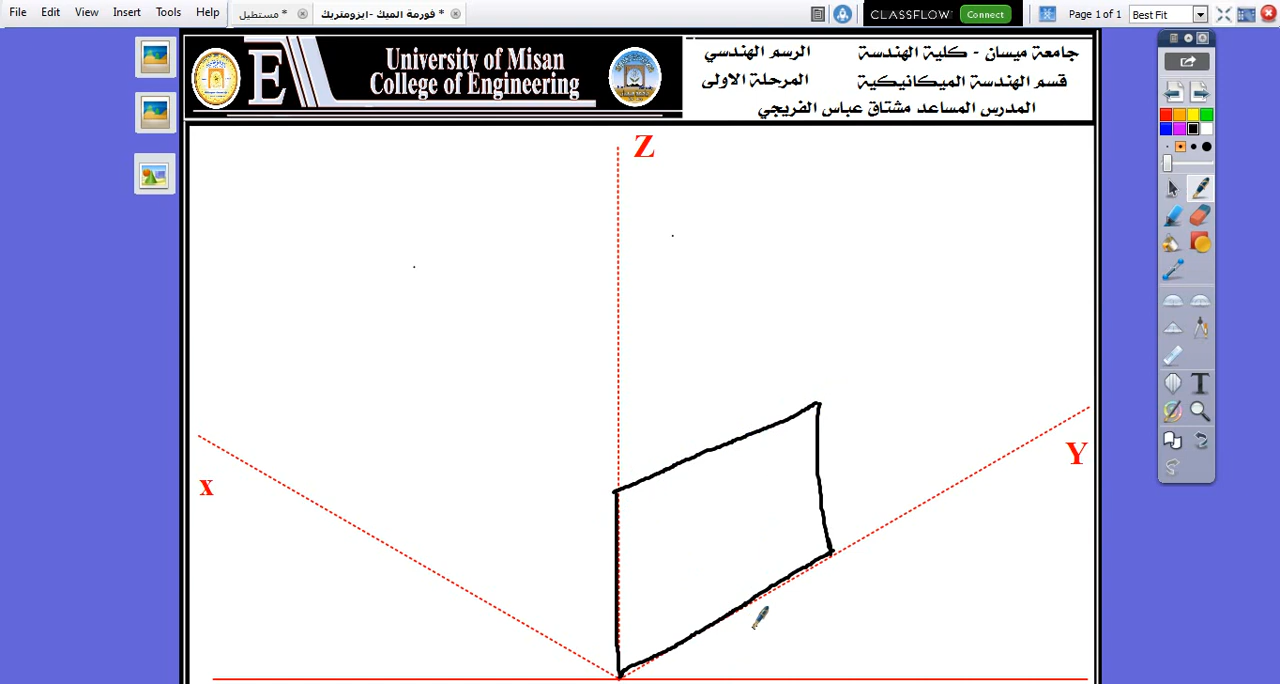 File Edit View Insert Tools Help
مستطيل *
فورمة الميك -ايزومتريك *
CLASSFLOW Connect
Page 1 of 1 Best Fit
University of Misan
College of Engineering
E
جامعة ميسان - كلية الهندسة الرسم الهندسي
قسم الهندسة الميكانيكية المرحلة الاولى
المدرس المساعد مشتاق عباس الفريجي
Z
Y
x
T